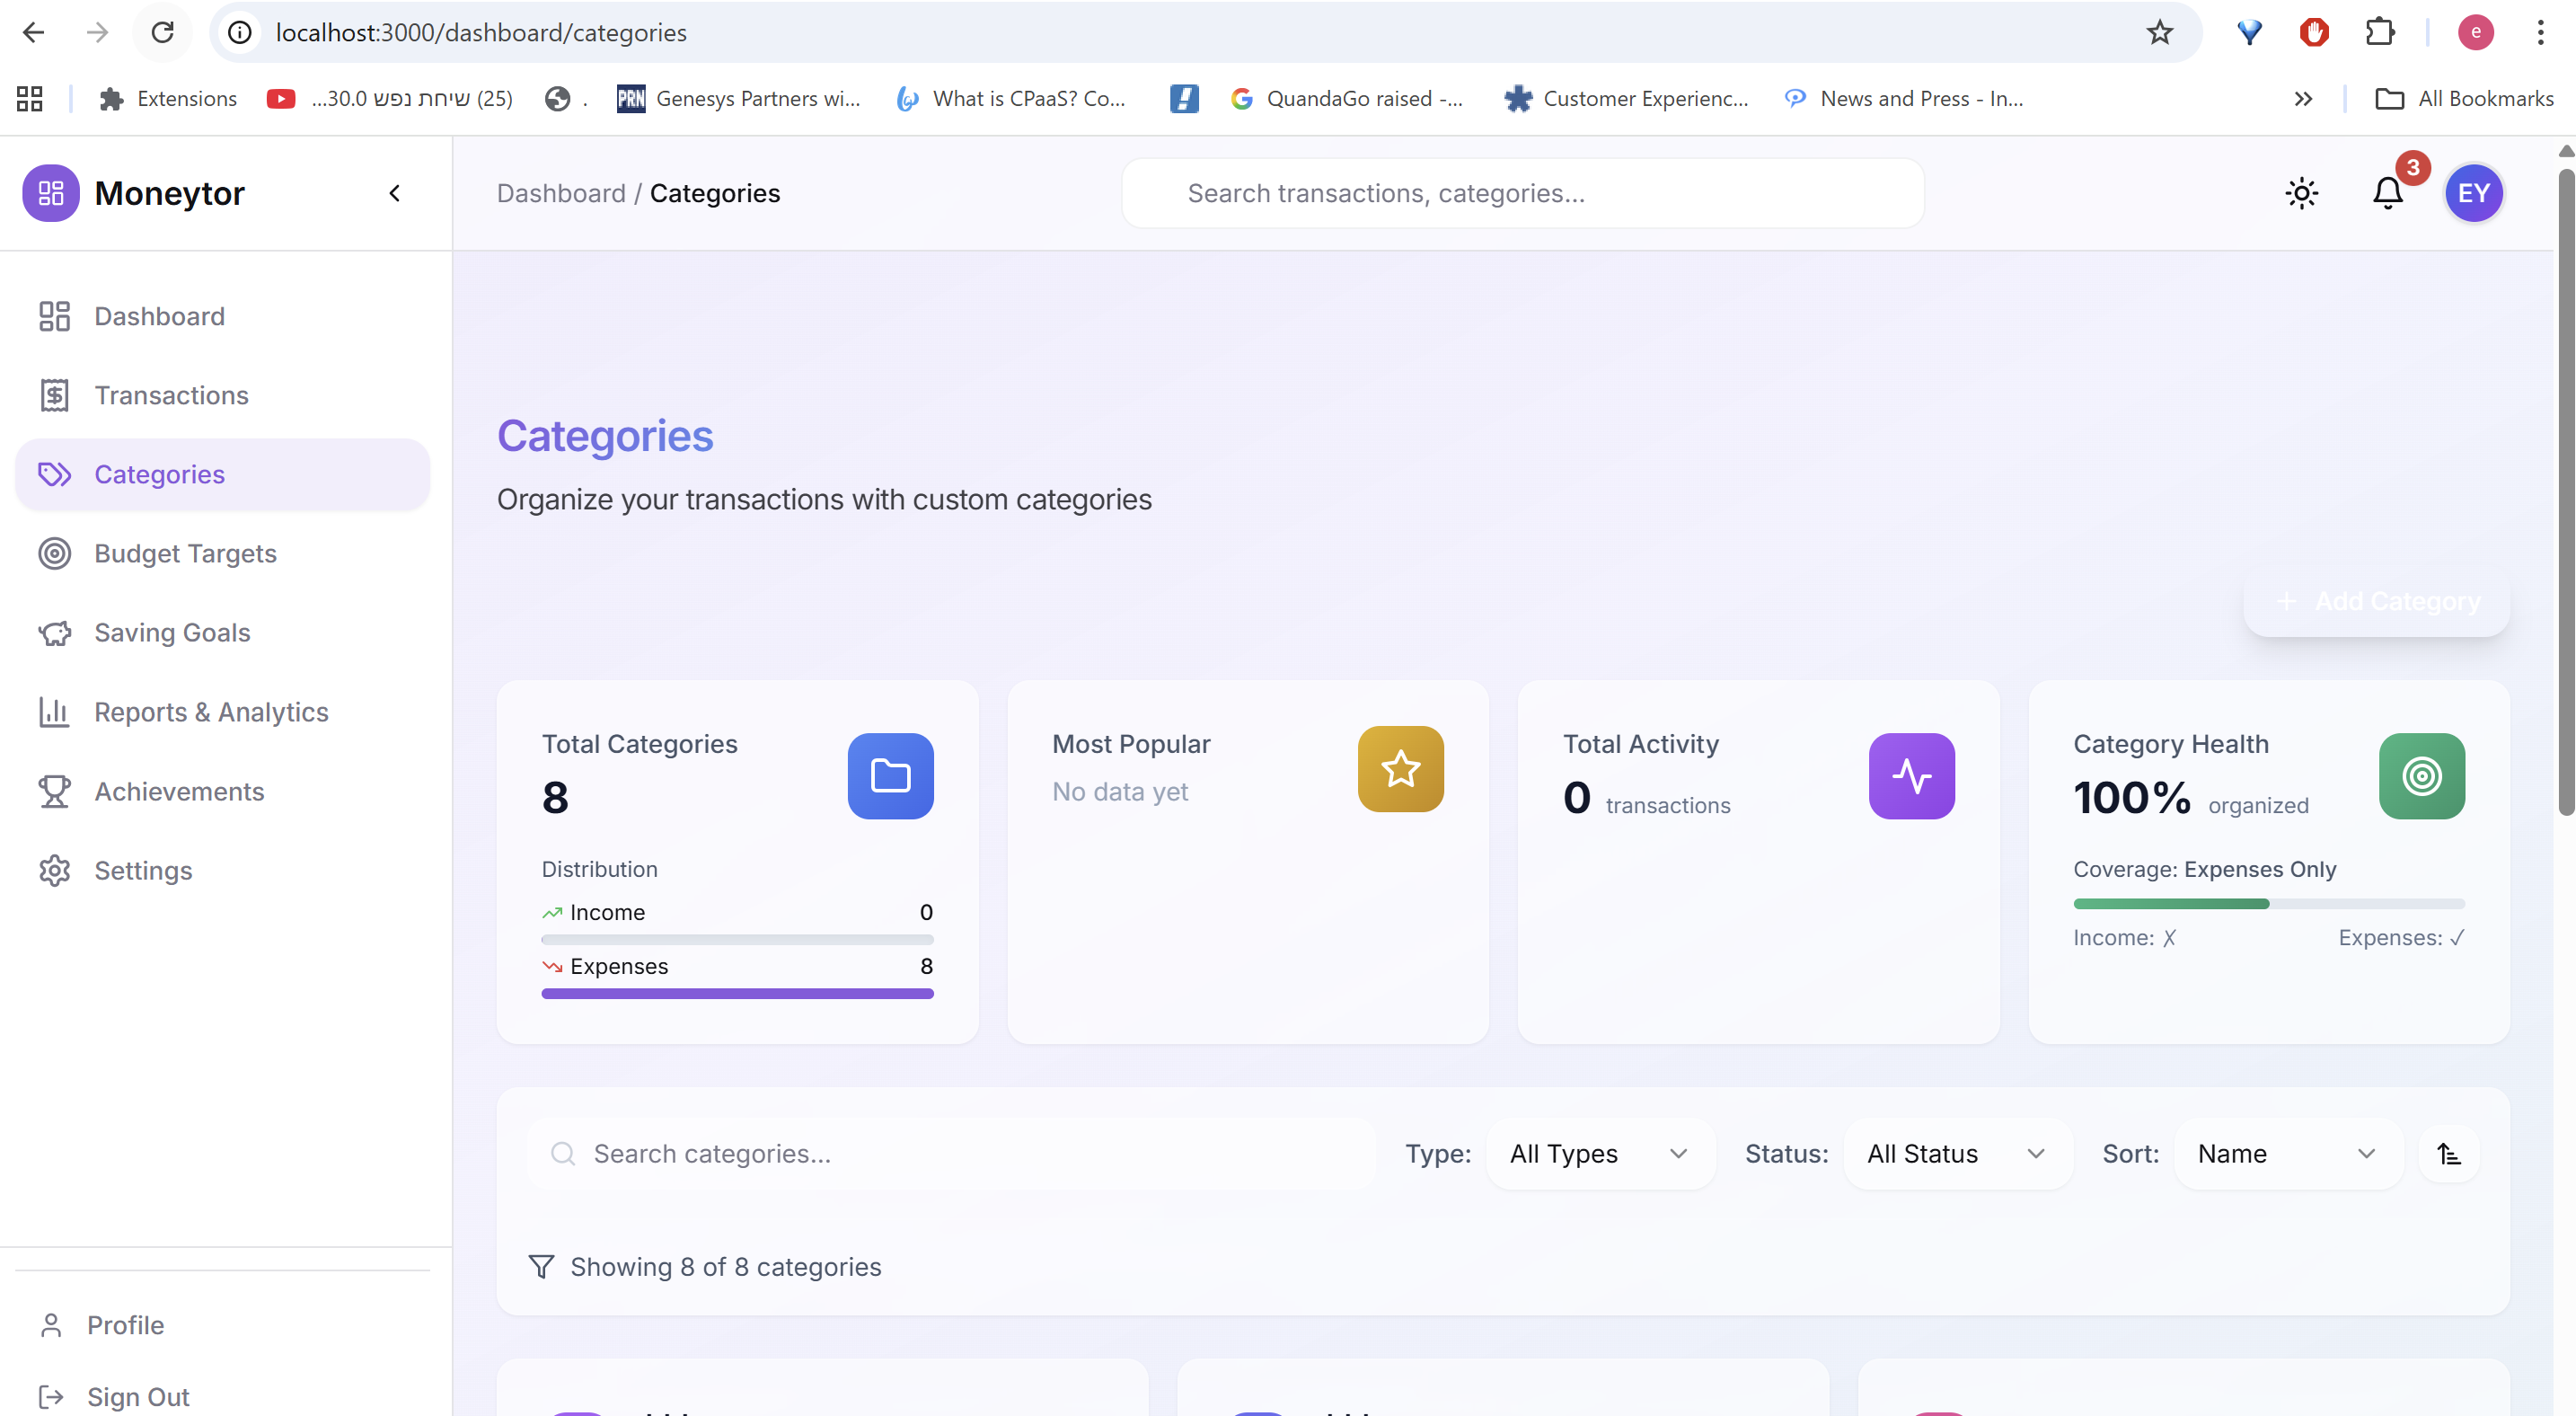 localhost:3000/dashboard/categories
e
Extensions
...30.0 שיחת נפש (25)
.
PRN Genesys Partners wi...
What is CPaaS? Co...
QuandaGo raised -...
Customer Experienc...
News and Press - In...
All Bookmarks
Moneytor
Dashboard / Categories
Search transactions, categories...
3
EY
Dashboard
Transactions
Categories
Budget Targets
Saving Goals
Reports & Analytics
Achievements
Settings
Profile
Sign Out
Categories
Organize your transactions with custom categories
+ Add Category
Total Categories
8
Distribution
Income 0
Expenses 8
Most Popular
No data yet
Total Activity
0 transactions
Category Health
100% organized
Coverage: Expenses Only
Income: ✗ Expenses: ✓
Search categories...
Type: All Types
Status: All Status
Sort: Name
Showing 8 of 8 categories